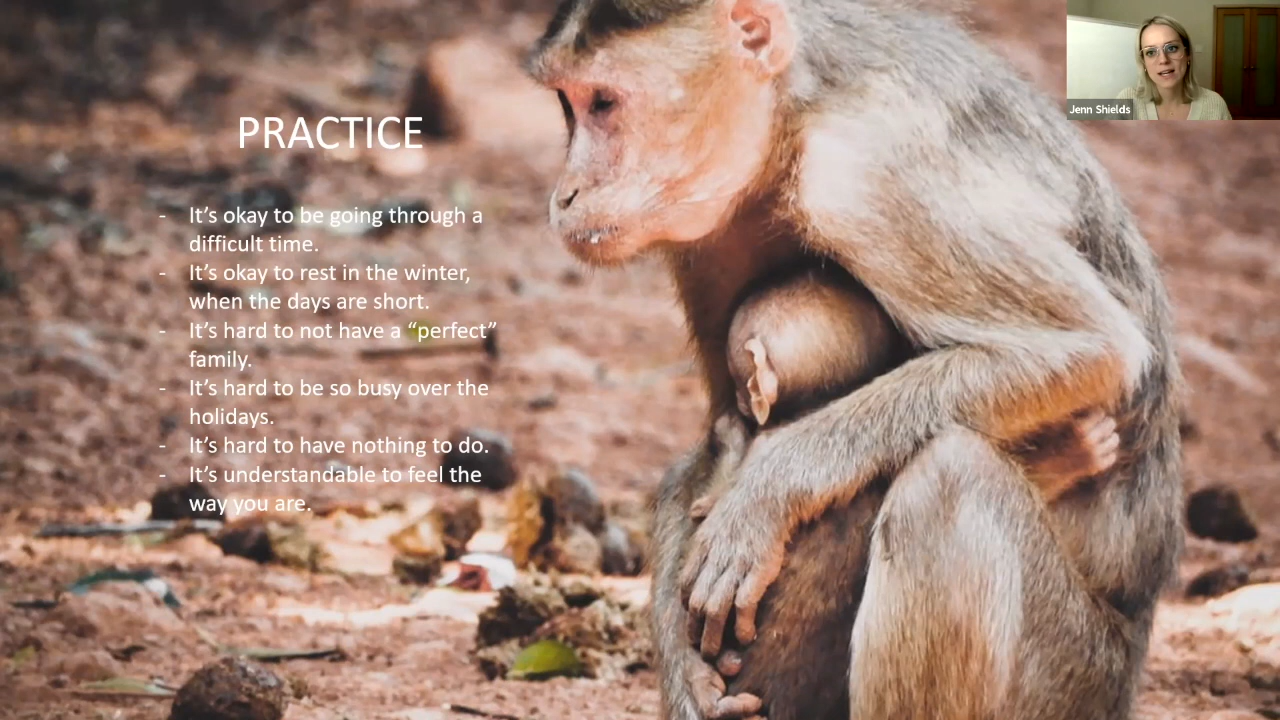 Jenn Shields
PRACTICE
- It’s okay to be going through a
difficult time.
- It’s okay to rest in the winter,
when the days are short.
- It’s hard to not have a “perfect”
family.
- It’s hard to be so busy over the
holidays.
- It’s hard to have nothing to do.
- It’s understandable to feel the
way you are.